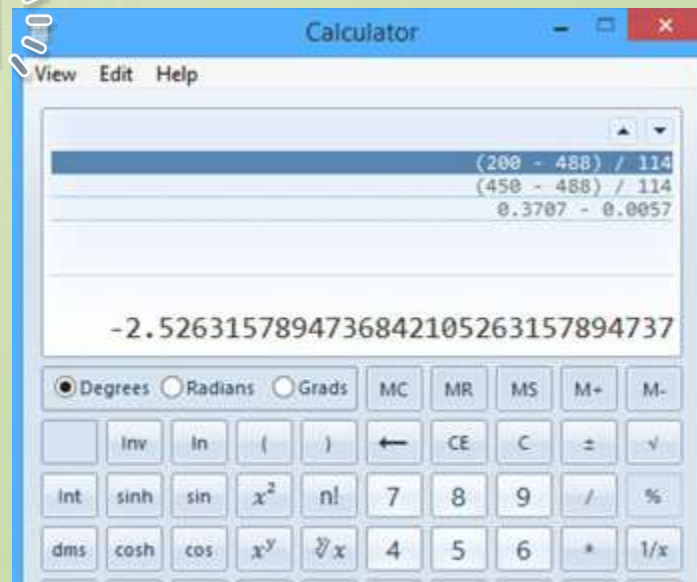 Calculator
View Edit Help
(200 - 488) / 114
(450 - 488) / 114
0.3707 - 0.0057
-2.5263157894736842105263157894737
Degrees Radians Grads MC MR MS M+ M-
Inv ln ( ) ← CE C ± √
Int sinh sin x² n! 7 8 9 / %
dms cosh cos xʸ ʸ√x 4 5 6 * 1/x